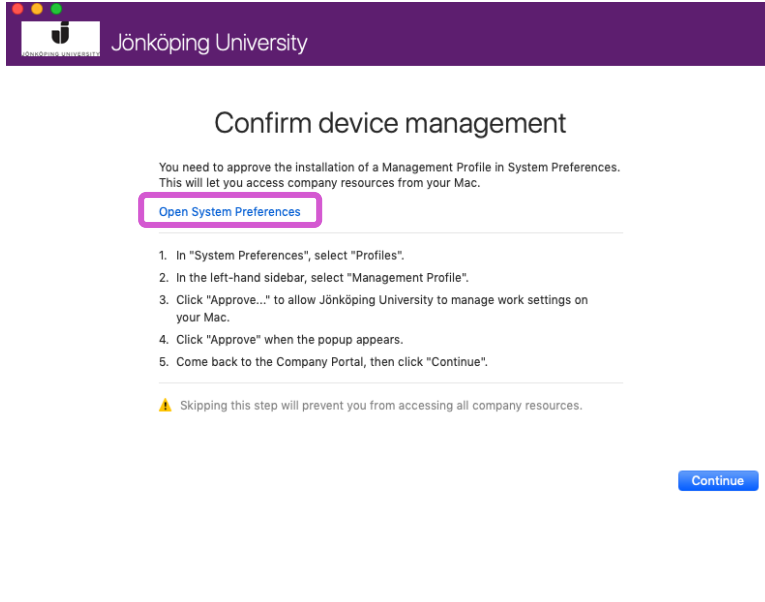 JÖNKÖPING UNIVERSITY
Jönköping University
Confirm device management
You need to approve the installation of a Management Profile in System Preferences.
This will let you access company resources from your Mac.
Open System Preferences
1. In "System Preferences", select "Profiles".
2. In the left-hand sidebar, select "Management Profile".
3. Click "Approve..." to allow Jönköping University to manage work settings on
your Mac.
4. Click "Approve" when the popup appears.
5. Come back to the Company Portal, then click "Continue".
Skipping this step will prevent you from accessing all company resources.
Continue